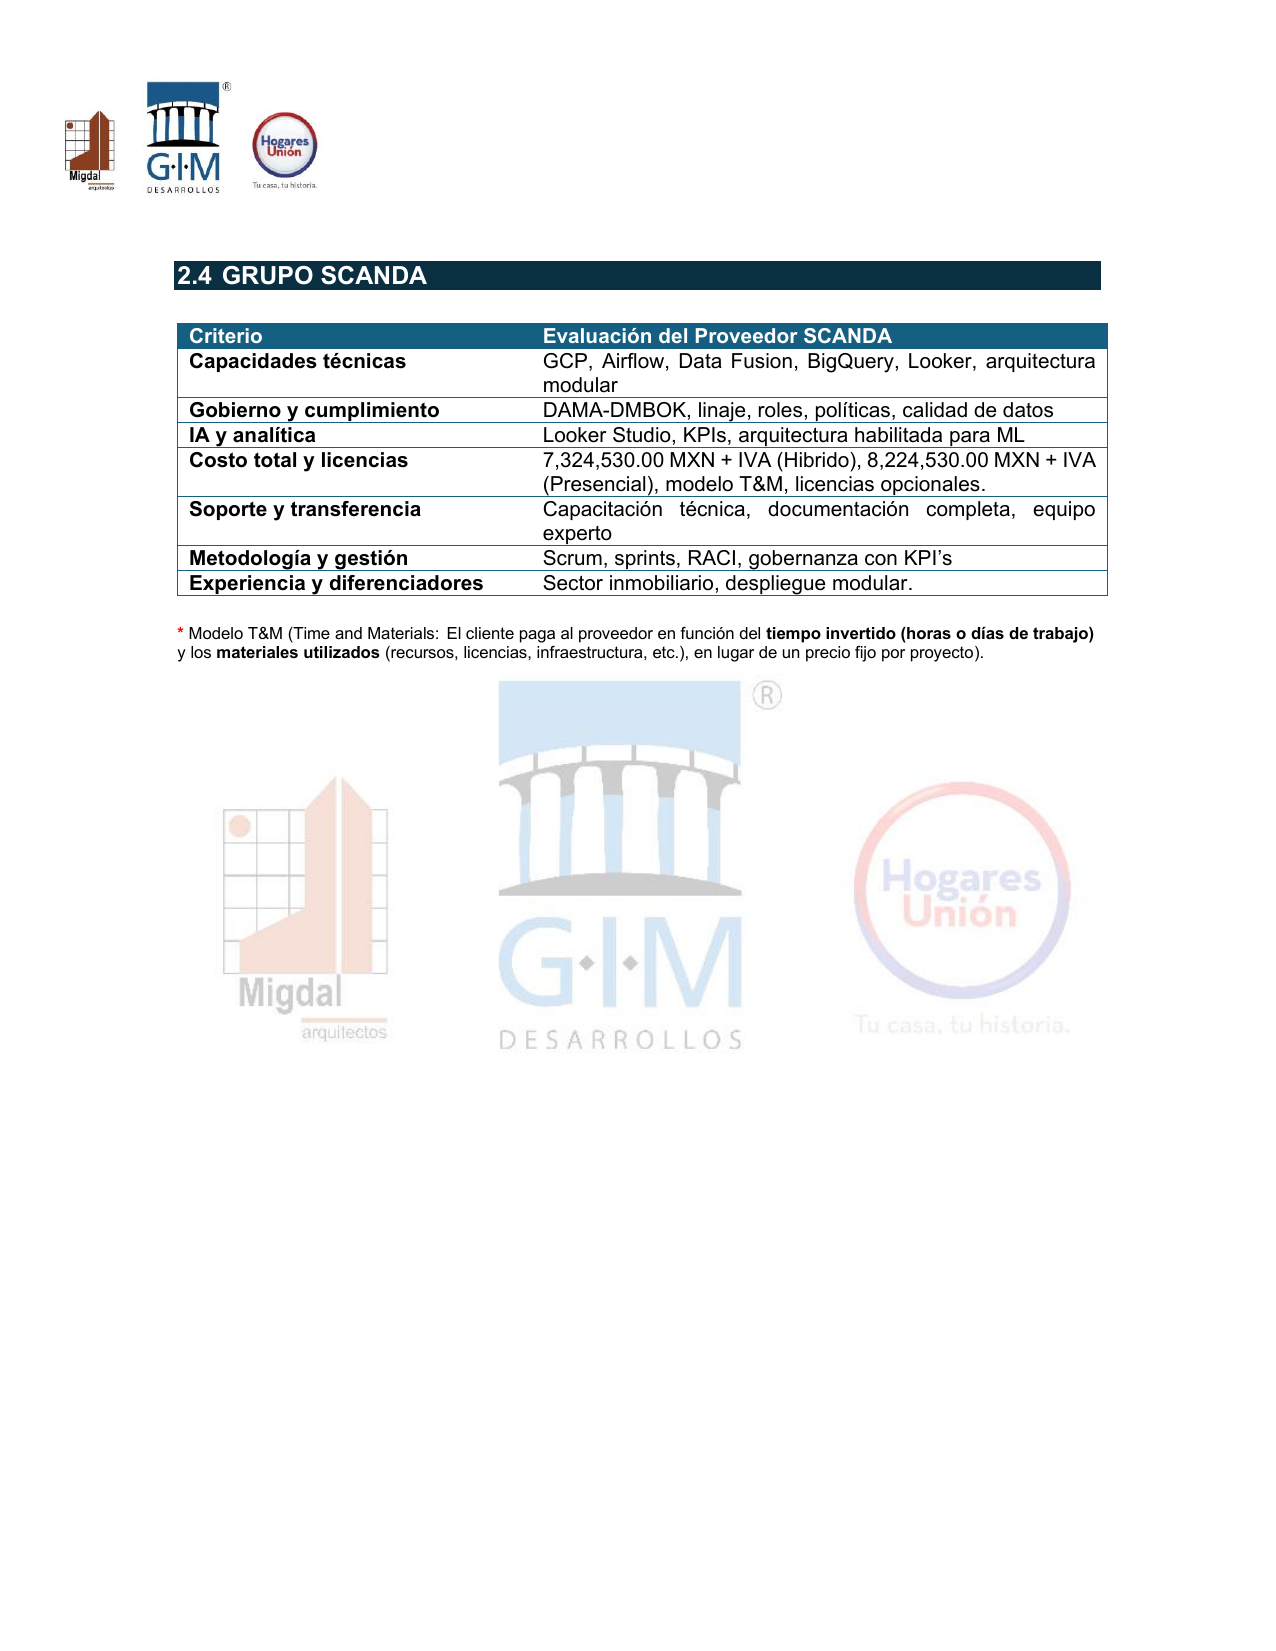 ®
G·I·M
DESARROLLOS
Migdal
arquitectos
Hogares
Unión
Tu casa, tu historia.
2.4 GRUPO SCANDA
Criterio Evaluación del Proveedor SCANDA
Capacidades técnicas GCP, Airflow, Data Fusion, BigQuery, Looker, arquitectura
modular
Gobierno y cumplimiento DAMA-DMBOK, linaje, roles, políticas, calidad de datos
IA y analítica Looker Studio, KPIs, arquitectura habilitada para ML
Costo total y licencias 7,324,530.00 MXN + IVA (Hibrido), 8,224,530.00 MXN + IVA
(Presencial), modelo T&M, licencias opcionales.
Soporte y transferencia Capacitación técnica, documentación completa, equipo
experto
Metodología y gestión Scrum, sprints, RACI, gobernanza con KPI’s
Experiencia y diferenciadores Sector inmobiliario, despliegue modular.
* Modelo T&M (Time and Materials: El cliente paga al proveedor en función del tiempo invertido (horas o días de trabajo)
y los materiales utilizados (recursos, licencias, infraestructura, etc.), en lugar de un precio fijo por proyecto).
®
Migdal
arquitectos
G·I·M
DESARROLLOS
Hogares
Unión
Tu casa, tu historia.